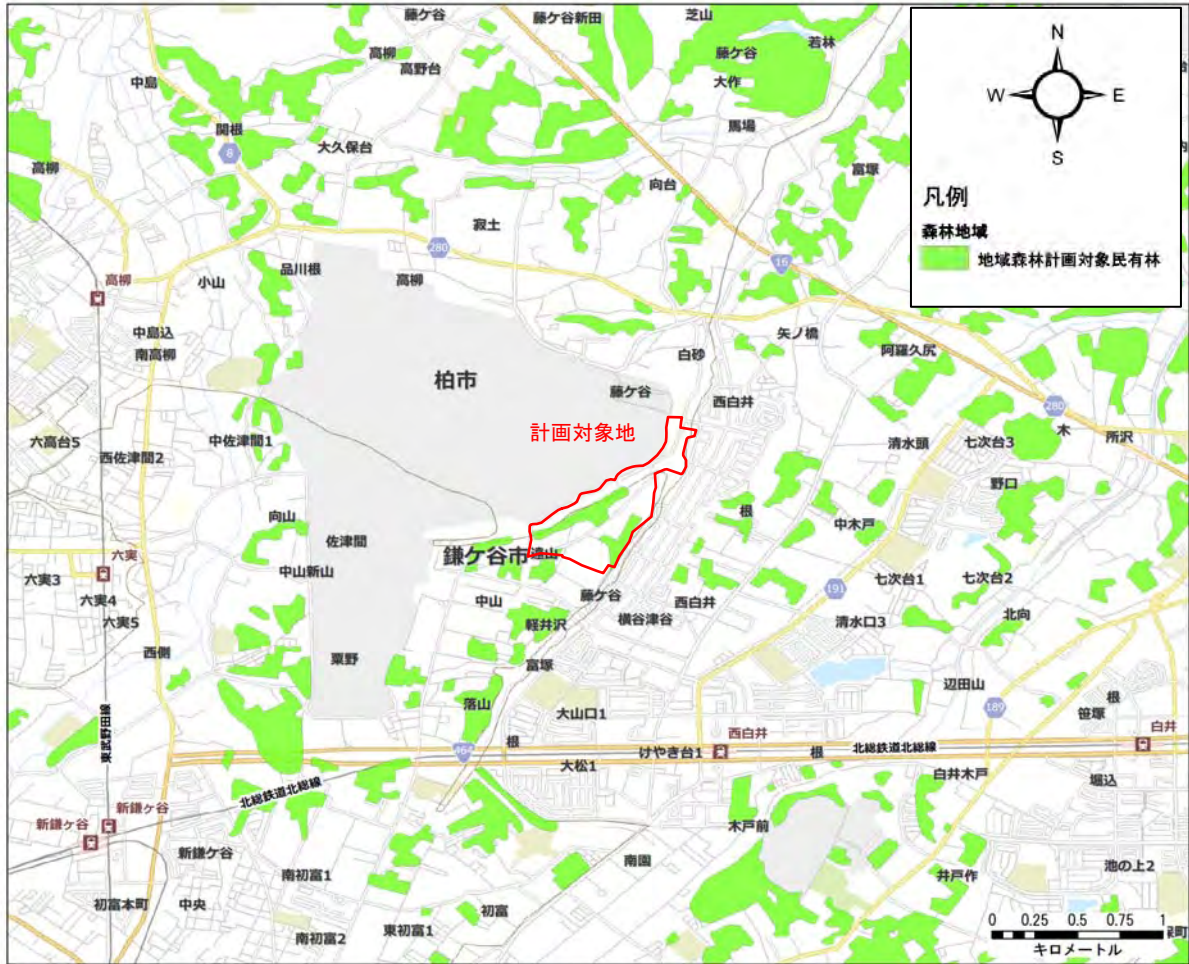 藤ケ谷
藤ケ谷新田
芝山
若林
高柳
高野台
藤ケ谷
大作
中島
馬場
関根
8
大久保台
高柳
富塚
向台
寂土
280
16
品川根
高柳
高柳
小山
中島込
南高柳
矢ノ橋
白砂
阿羅久尻
柏市
藤ケ谷
西白井
280
計画対象地
六高台5
中佐津間1
西佐津間2
清水頭
七次台3
木
所沢
野口
向山
根
中木戸
佐津間
鎌ケ谷市
遠山
六実
六実3
中山新山
六実4
六実5
中山
藤ケ谷
西白井
191
七次台1
七次台2
軽井沢
横谷津谷
清水口3
北向
西側
粟野
富塚
辺田山
落山
大山口1
189
根
笹塚
464
根
西白井
白井
けやき台1
根
北総鉄道北総線
東武野田線
大松1
白井木戸
堀込
北総鉄道北総線
新鎌ケ谷
新鎌ケ谷
木戸前
新鎌ケ谷
南園
池の上2
南初富1
井戸作
初富本町
中央
初富
東初富1
南初富2
N
W
E
S
凡例
森林地域
地域森林計画対象民有林
0 0.25 0.5 0.75 1
キロメートル